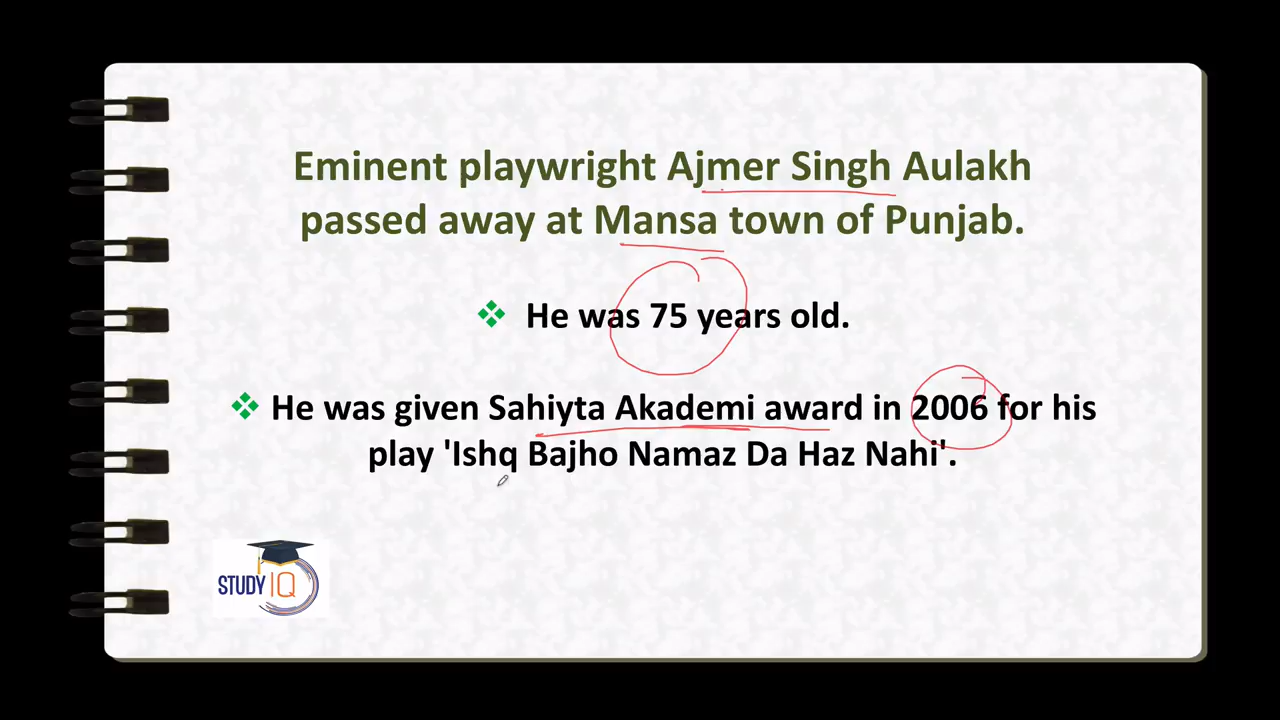 Eminent playwright Ajmer Singh Aulakh
passed away at Mansa town of Punjab.
He was 75 years old.
He was given Sahiyta Akademi award in 2006 for his
play 'Ishq Bajho Namaz Da Haz Nahi'.
STUDY IQ